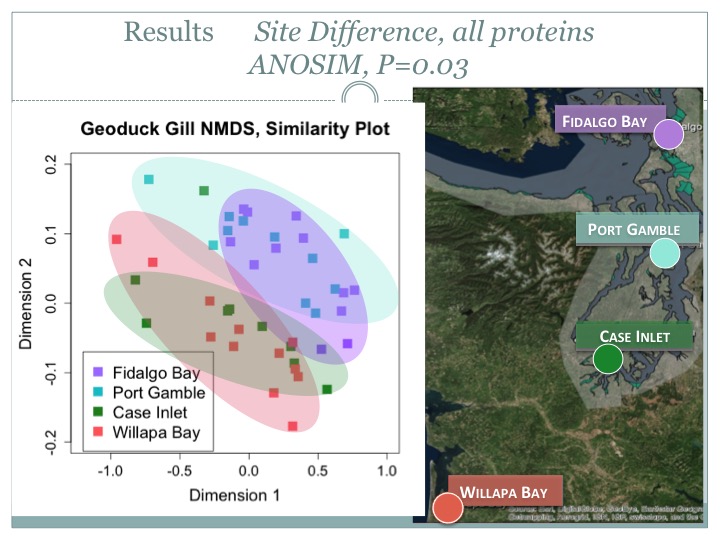 Results Site Difference, all proteins
ANOSIM, P=0.03
Geoduck Gill NMDS, Similarity Plot
Dimension 2
0.2
0.1
0.0
-0.1
-0.2
Fidalgo Bay
Port Gamble
Case Inlet
Willapa Bay
-1.0 -0.5 0.0 0.5 1.0
Dimension 1
FIDALGO BAY
PORT GAMBLE
CASE INLET
WILLAPA BAY